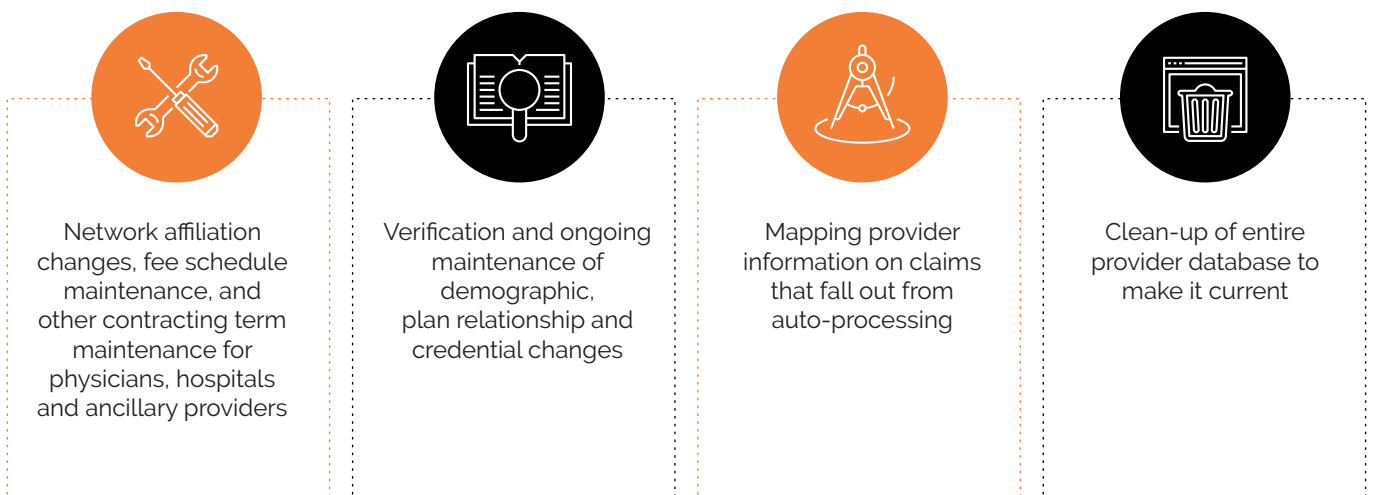 Network affiliation
changes, fee schedule
maintenance, and
other contracting term
maintenance for
physicians, hospitals
and ancillary providers
Verification and ongoing
maintenance of
demographic,
plan relationship and
credential changes
Mapping provider
information on claims
that fall out from
auto-processing
Clean-up of entire
provider database to
make it current